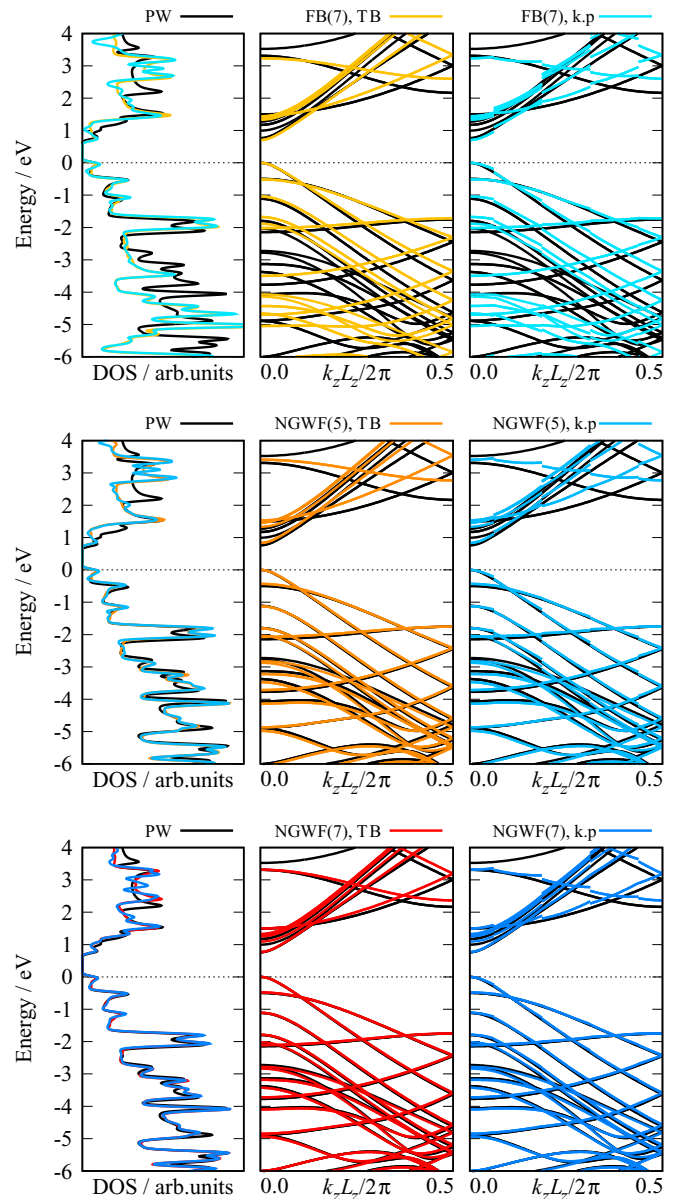 PW FB(7), TB FB(7), k.p
4
3
2
1
0
-1
-2
-3
-4
-5
-6
Energy / eV
0.0 0.5 0.0 0.5
DOS / arb.units k_zL_z/2π k_zL_z/2π
PW NGWF(5), TB NGWF(5), k.p
4
3
2
1
0
-1
-2
-3
-4
-5
-6
Energy / eV
0.0 0.5 0.0 0.5
DOS / arb.units k_zL_z/2π k_zL_z/2π
PW NGWF(7), TB NGWF(7), k.p
4
3
2
1
0
-1
-2
-3
-4
-5
-6
Energy / eV
0.0 0.5 0.0 0.5
DOS / arb.units k_zL_z/2π k_zL_z/2π